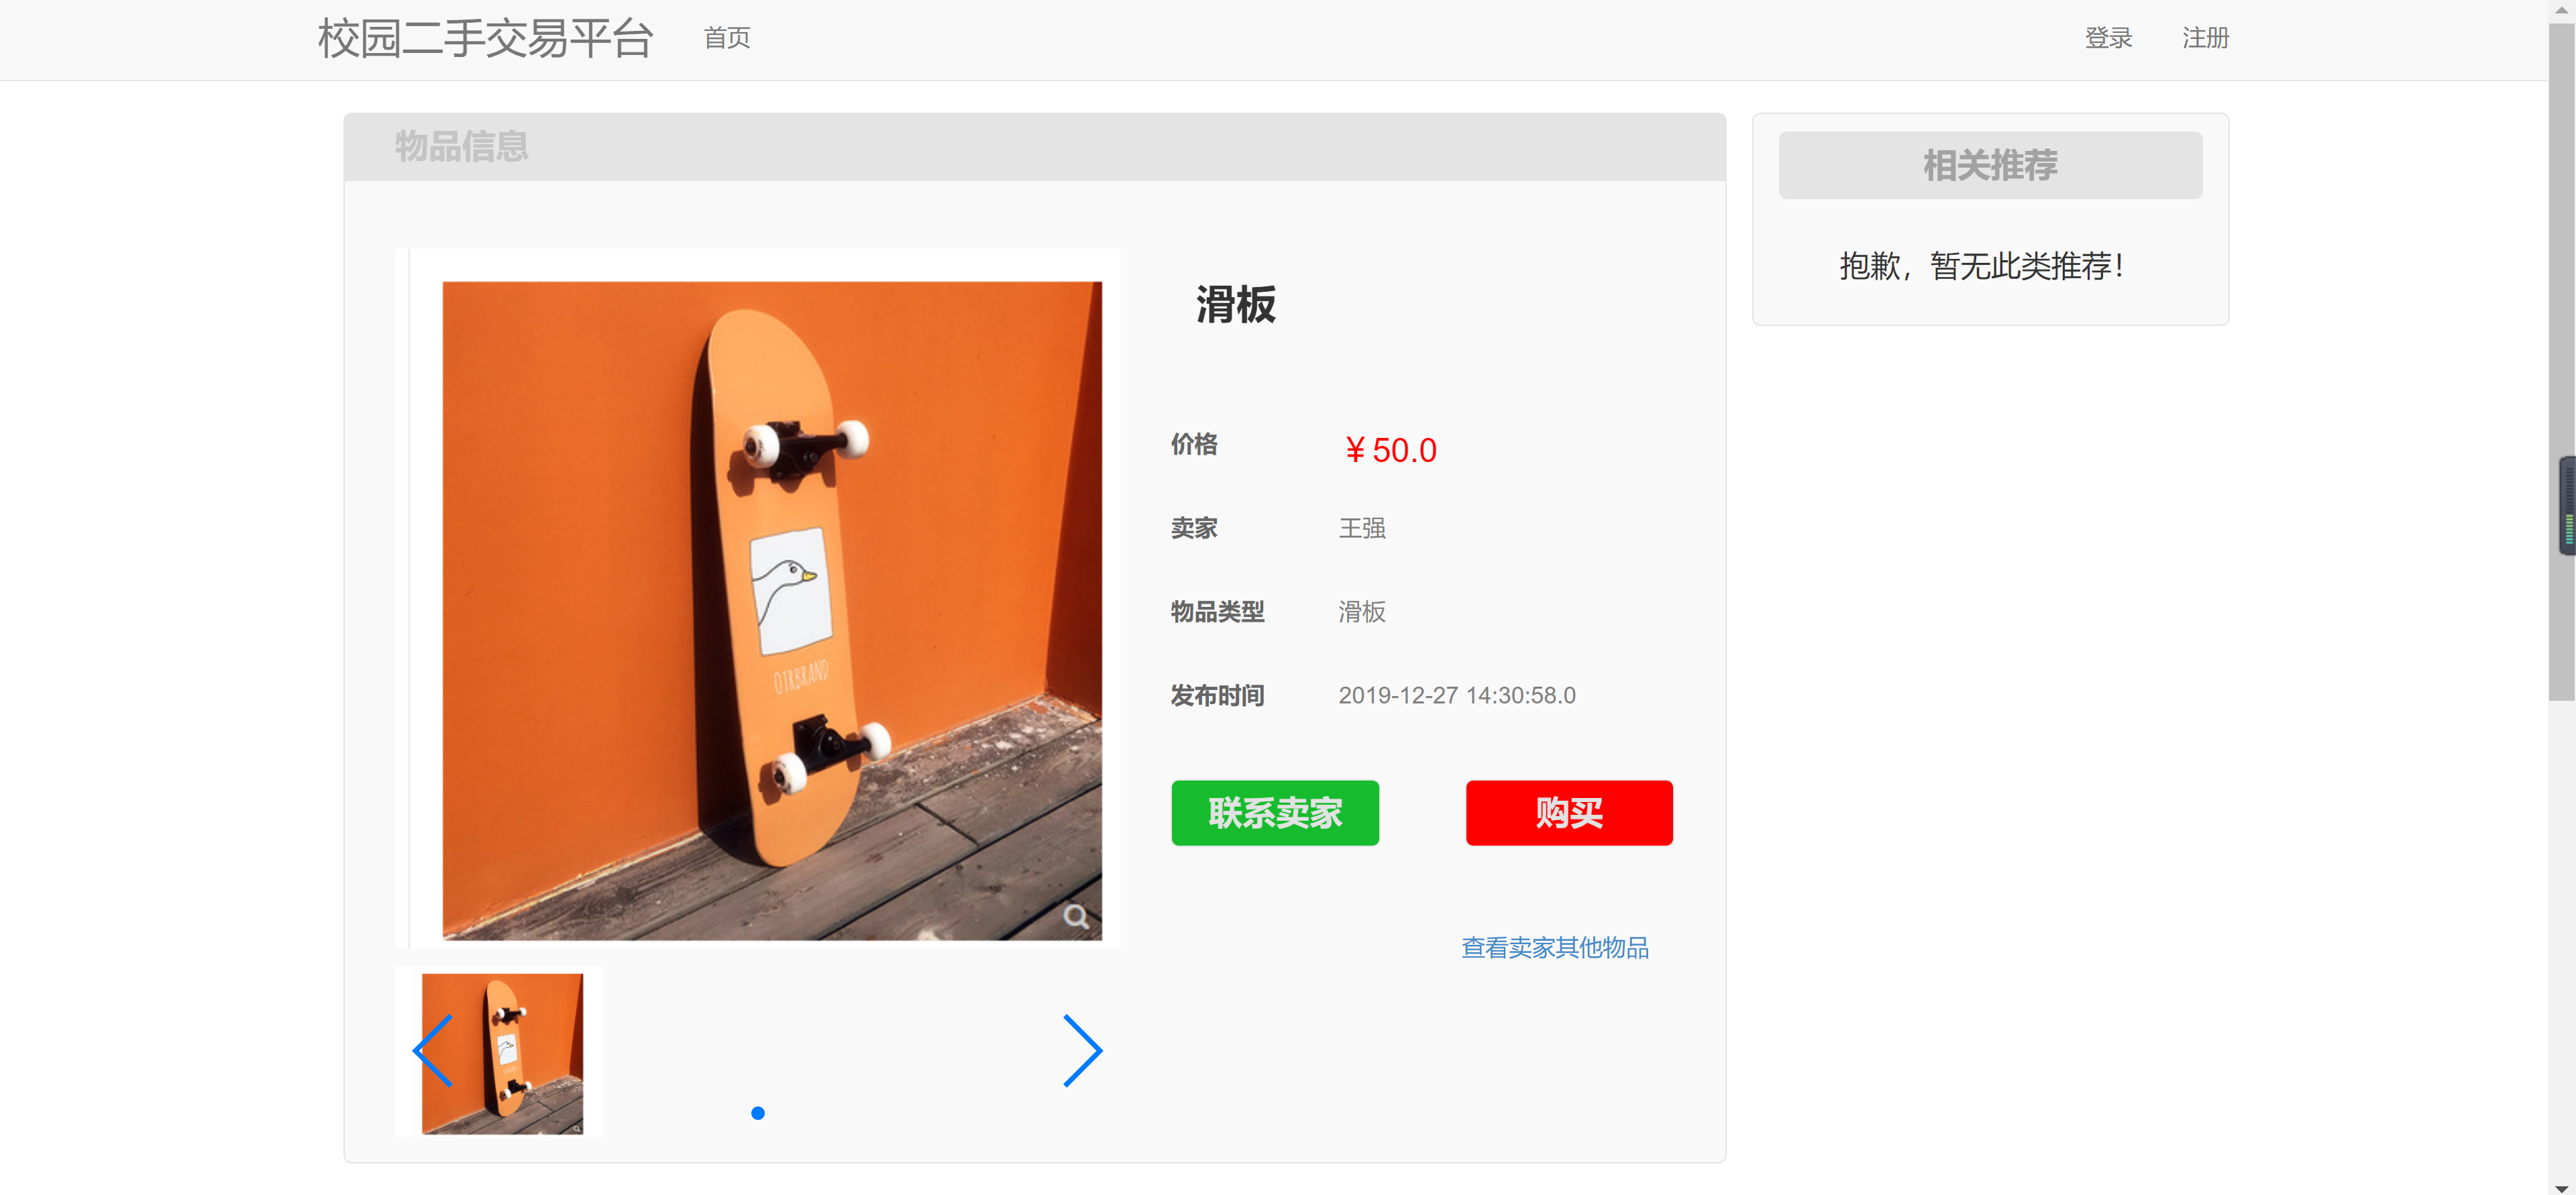 校园二手交易平台 首页 登录 注册
物品信息
滑板
价格 ¥ 50.0
卖家 王强
物品类型 滑板
发布时间 2019-12-27 14:30:58.0
联系卖家 购买
查看卖家其他物品
OTRBRAND
相关推荐
抱歉，暂无此类推荐！